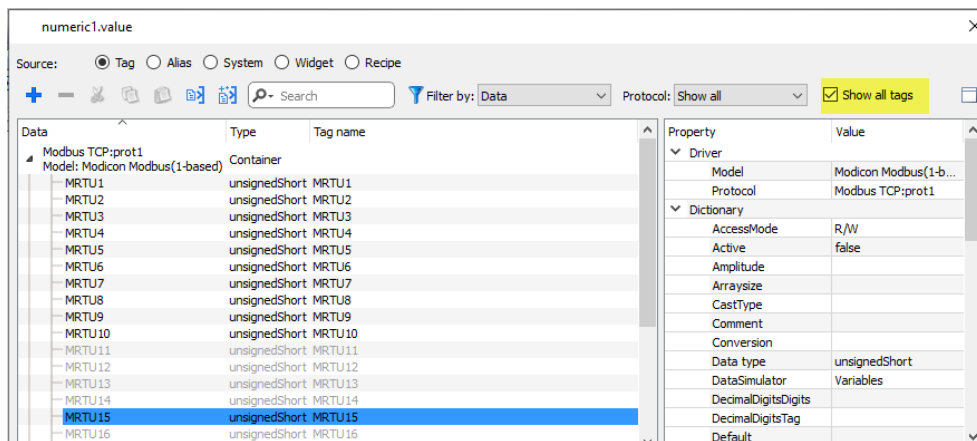 numeric1.value
Source: Tag Alias System Widget Recipe
Search Filter by: Data Protocol: Show all Show all tags
Data Type Tag name
Modbus TCP:prot1
Model: Modicon Modbus(1-based) Container
MRTU1 unsignedShort MRTU1
MRTU2 unsignedShort MRTU2
MRTU3 unsignedShort MRTU3
MRTU4 unsignedShort MRTU4
MRTU5 unsignedShort MRTU5
MRTU6 unsignedShort MRTU6
MRTU7 unsignedShort MRTU7
MRTU8 unsignedShort MRTU8
MRTU9 unsignedShort MRTU9
MRTU10 unsignedShort MRTU10
MRTU11 unsignedShort MRTU11
MRTU12 unsignedShort MRTU12
MRTU13 unsignedShort MRTU13
MRTU14 unsignedShort MRTU14
MRTU15 unsignedShort MRTU15
MRTU16 unsignedShort MRTU16
Property Value
Driver
Model Modicon Modbus(1-b...
Protocol Modbus TCP:prot1
Dictionary
AccessMode R/W
Active false
Amplitude
Arraysize
CastType
Comment
Conversion
Data type unsignedShort
DataSimulator Variables
DecimalDigitsDigits
DecimalDigitsTag
Default